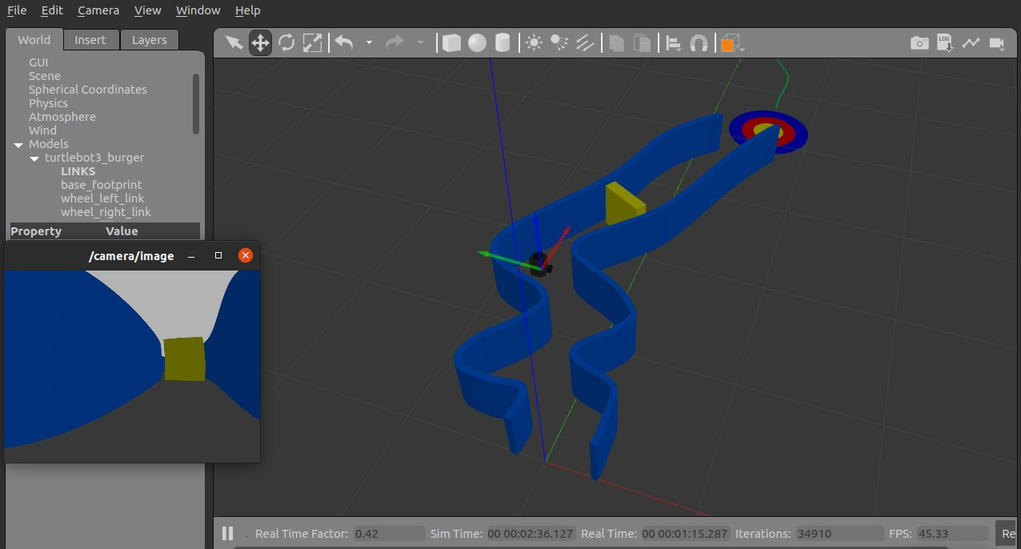 File Edit Camera View Window Help
World Insert Layers
GUI
Scene
Spherical Coordinates
Physics
Atmosphere
Wind
Models
turtlebot3_burger
LINKS
base_footprint
wheel_left_link
wheel_right_link
Property Value
/camera/image
LOG
Real Time Factor: 0.42 Sim Time: 00 00:02:36.127 Real Time: 00 00:01:15.287 Iterations: 34910 FPS: 45.33 Re